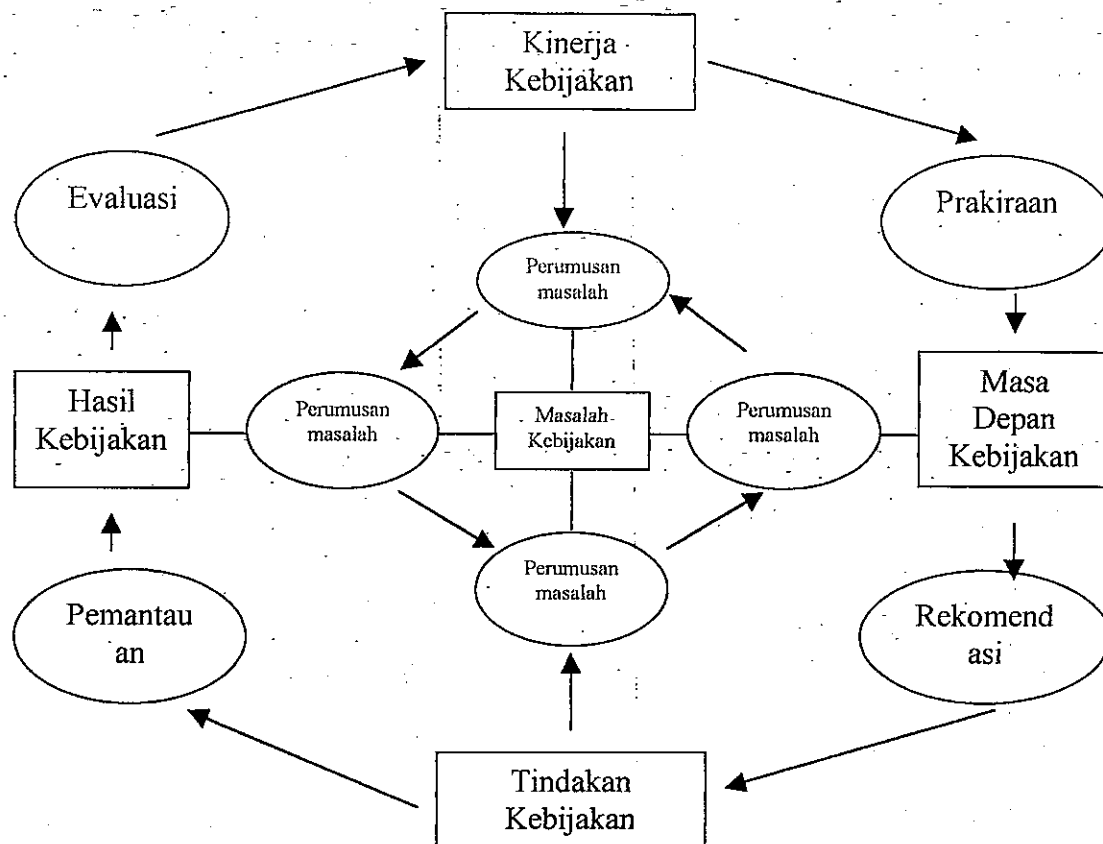 Kinerja
Kebijakan
Evaluasi
Prakiraan
Perumusan
masalah
Hasil
Kebijakan
Perumusan
masalah
Masalah
Kebijakan
Perumusan
masalah
Masa
Depan
Kebijakan
Perumusan
masalah
Pemantau
an
Rekomend
asi
Tindakan
Kebijakan